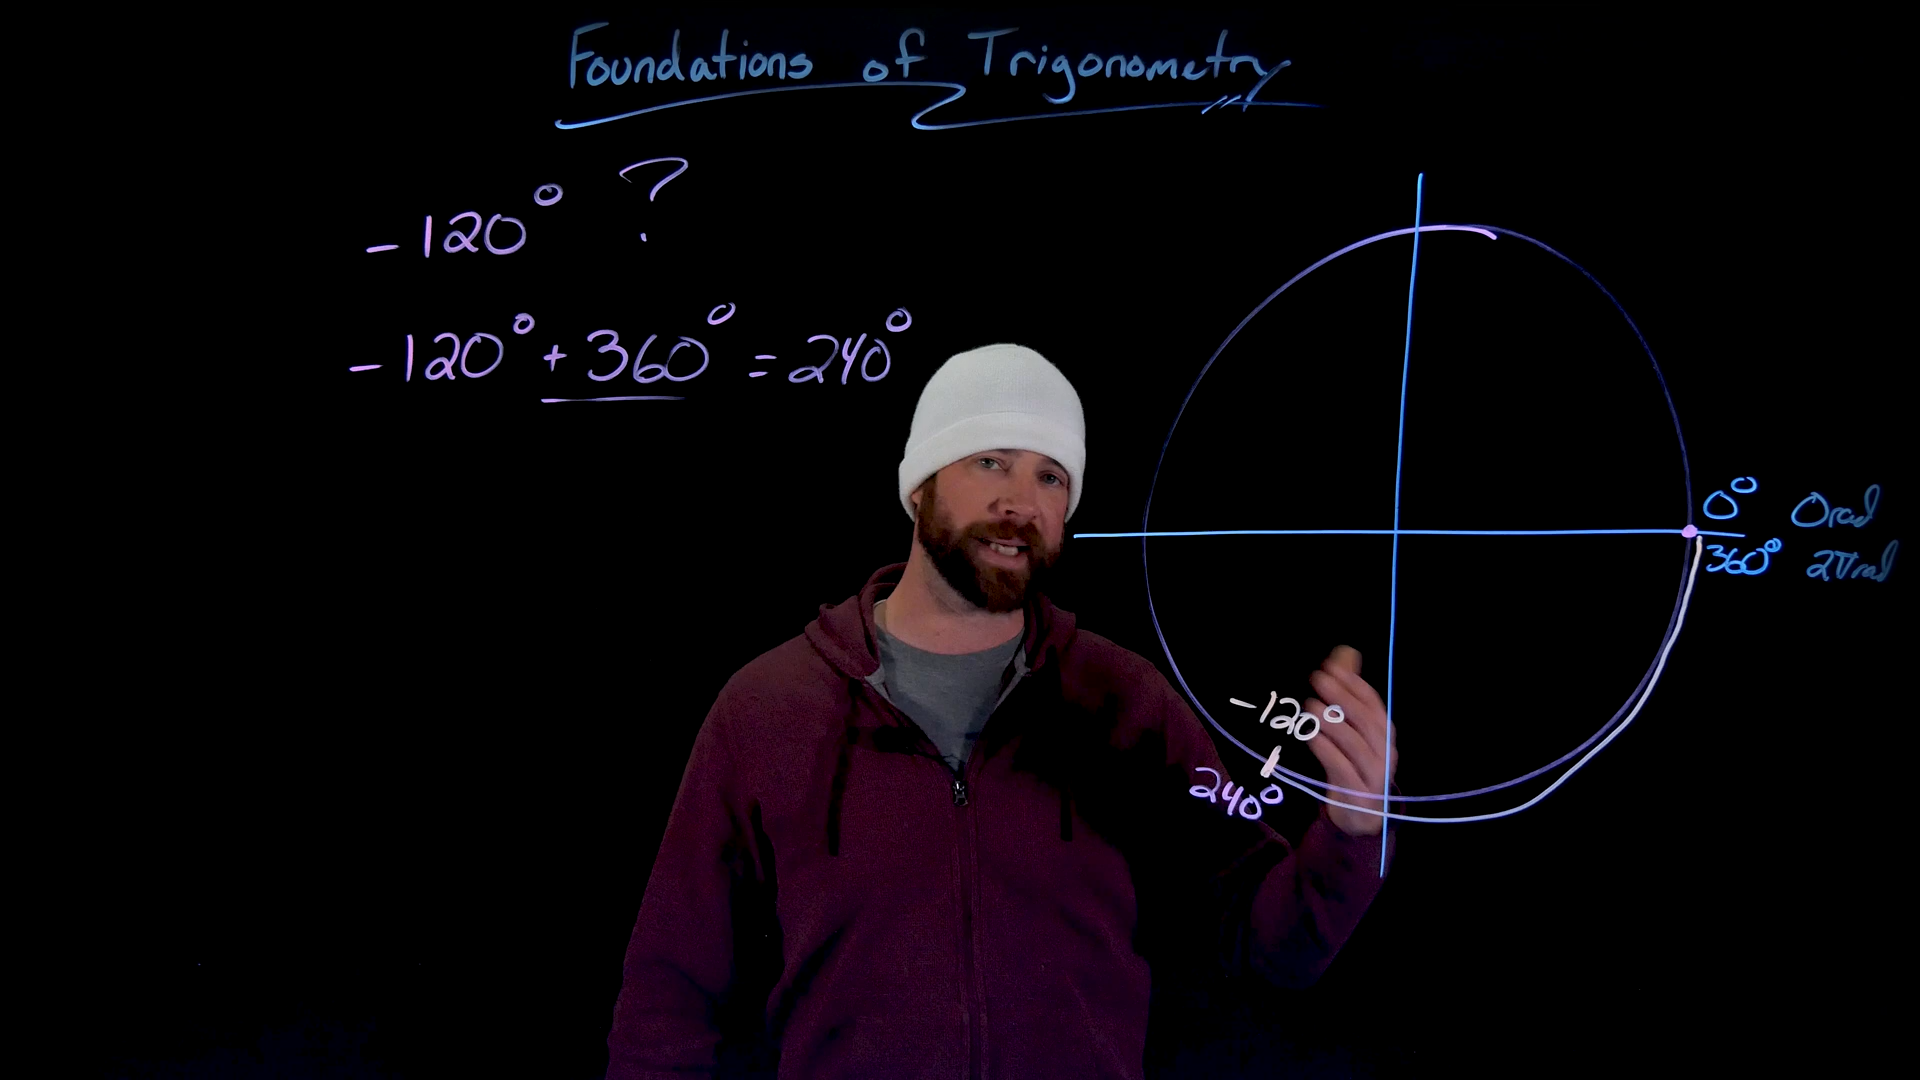 Foundations of Trigonometry
-120° ?
-120° + 360° = 240°
0° 0rad
360° 2πrad
-120°
240°